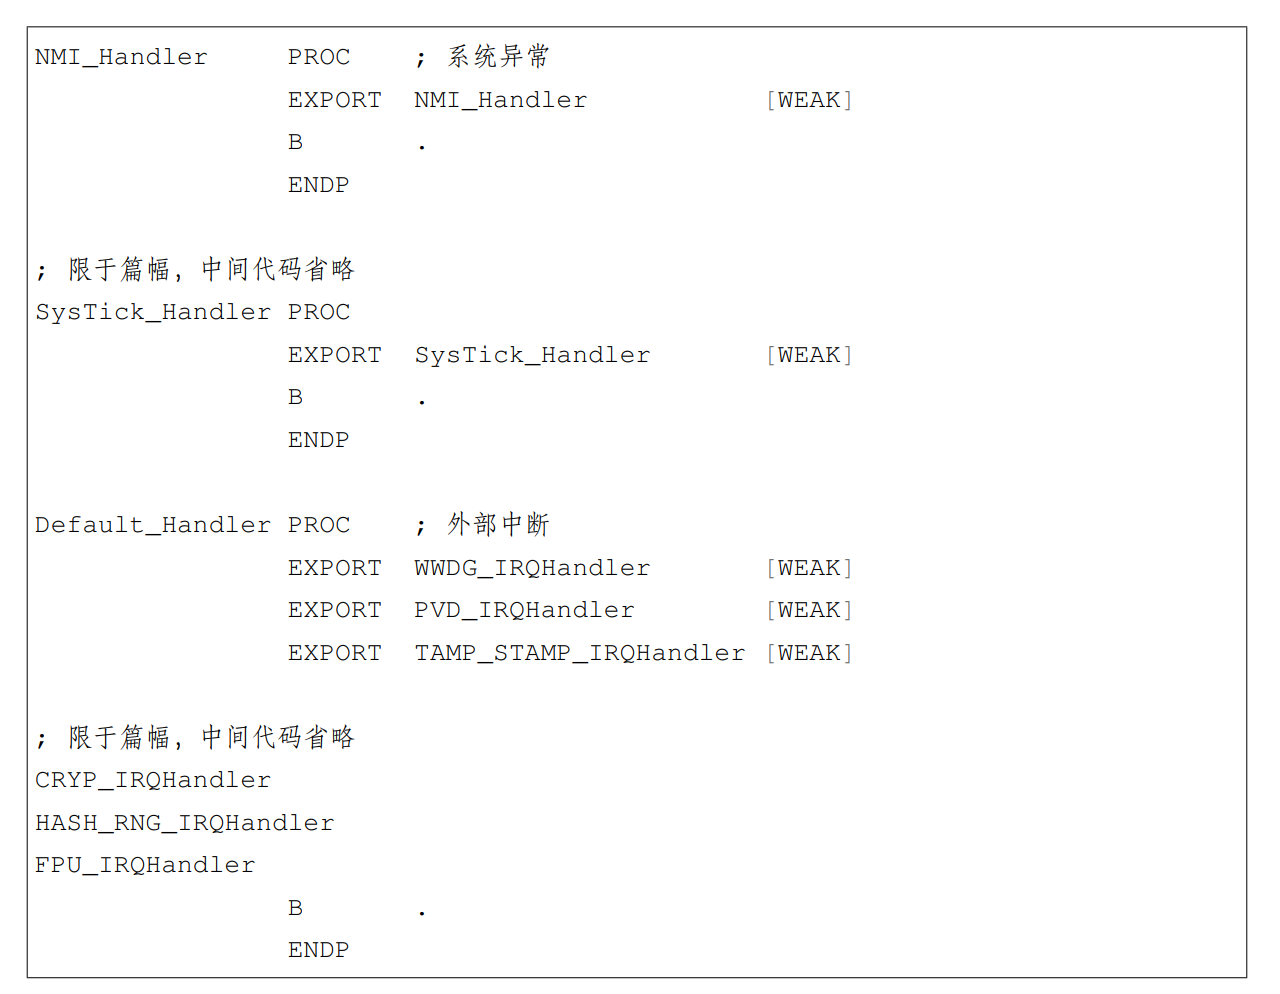 NMI_Handler     PROC    ; 系统异常
                EXPORT  NMI_Handler           [WEAK]
                B       .
                ENDP

; 限于篇幅，中间代码省略
SysTick_Handler PROC
                EXPORT  SysTick_Handler       [WEAK]
                B       .
                ENDP

Default_Handler PROC    ; 外部中断
                EXPORT  WWDG_IRQHandler       [WEAK]
                EXPORT  PVD_IRQHandler        [WEAK]
                EXPORT  TAMP_STAMP_IRQHandler [WEAK]

; 限于篇幅，中间代码省略
CRYP_IRQHandler
HASH_RNG_IRQHandler
FPU_IRQHandler
                B       .
                ENDP